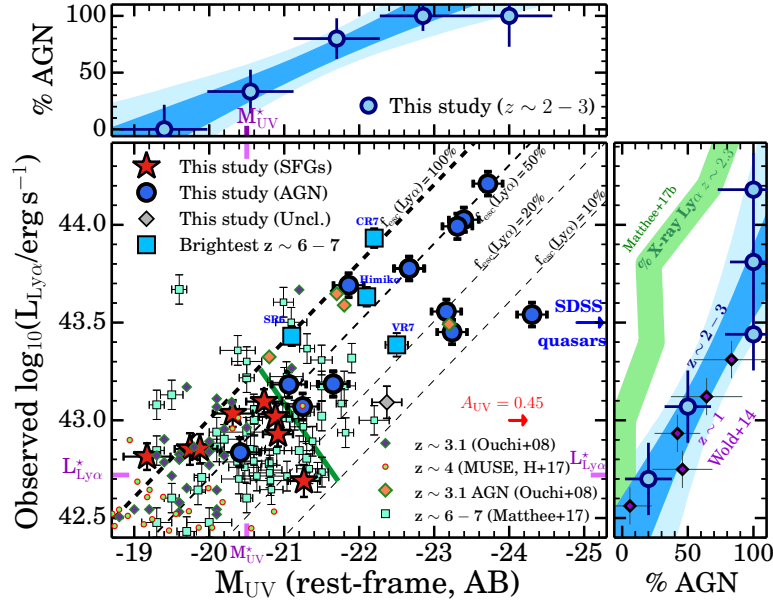 % AGN
100
50
0
This study (z ∼ 2 − 3)
M⋆UV
This study (SFGs)
This study (AGN)
This study (Uncl.)
Brightest z ∼ 6 − 7
fesc(Lyα)=100%
fesc(Lyα)=50%
fesc(Lyα)=20%
fesc(Lyα)=10%
CR7
Himiko
SR6
VR7
SDSS
quasars
AUV = 0.45
z ∼ 3.1 (Ouchi+08)
z ∼ 4 (MUSE, H+17)
z ∼ 3.1 AGN (Ouchi+08)
z ∼ 6 − 7 (Matthee+17)
Observed log10(LLyα/erg s−1)
44.0
43.5
43.0
42.5
L⋆Lyα
L⋆Lyα
M⋆UV
-19
-20
-21
-22
-23
-24
-25
MUV (rest-frame, AB)
Matthee+17b
% X-ray Lyα z ∼ 2.3
z ∼ 2 − 3
z ∼ 1
Wold+14
0
50
100
% AGN